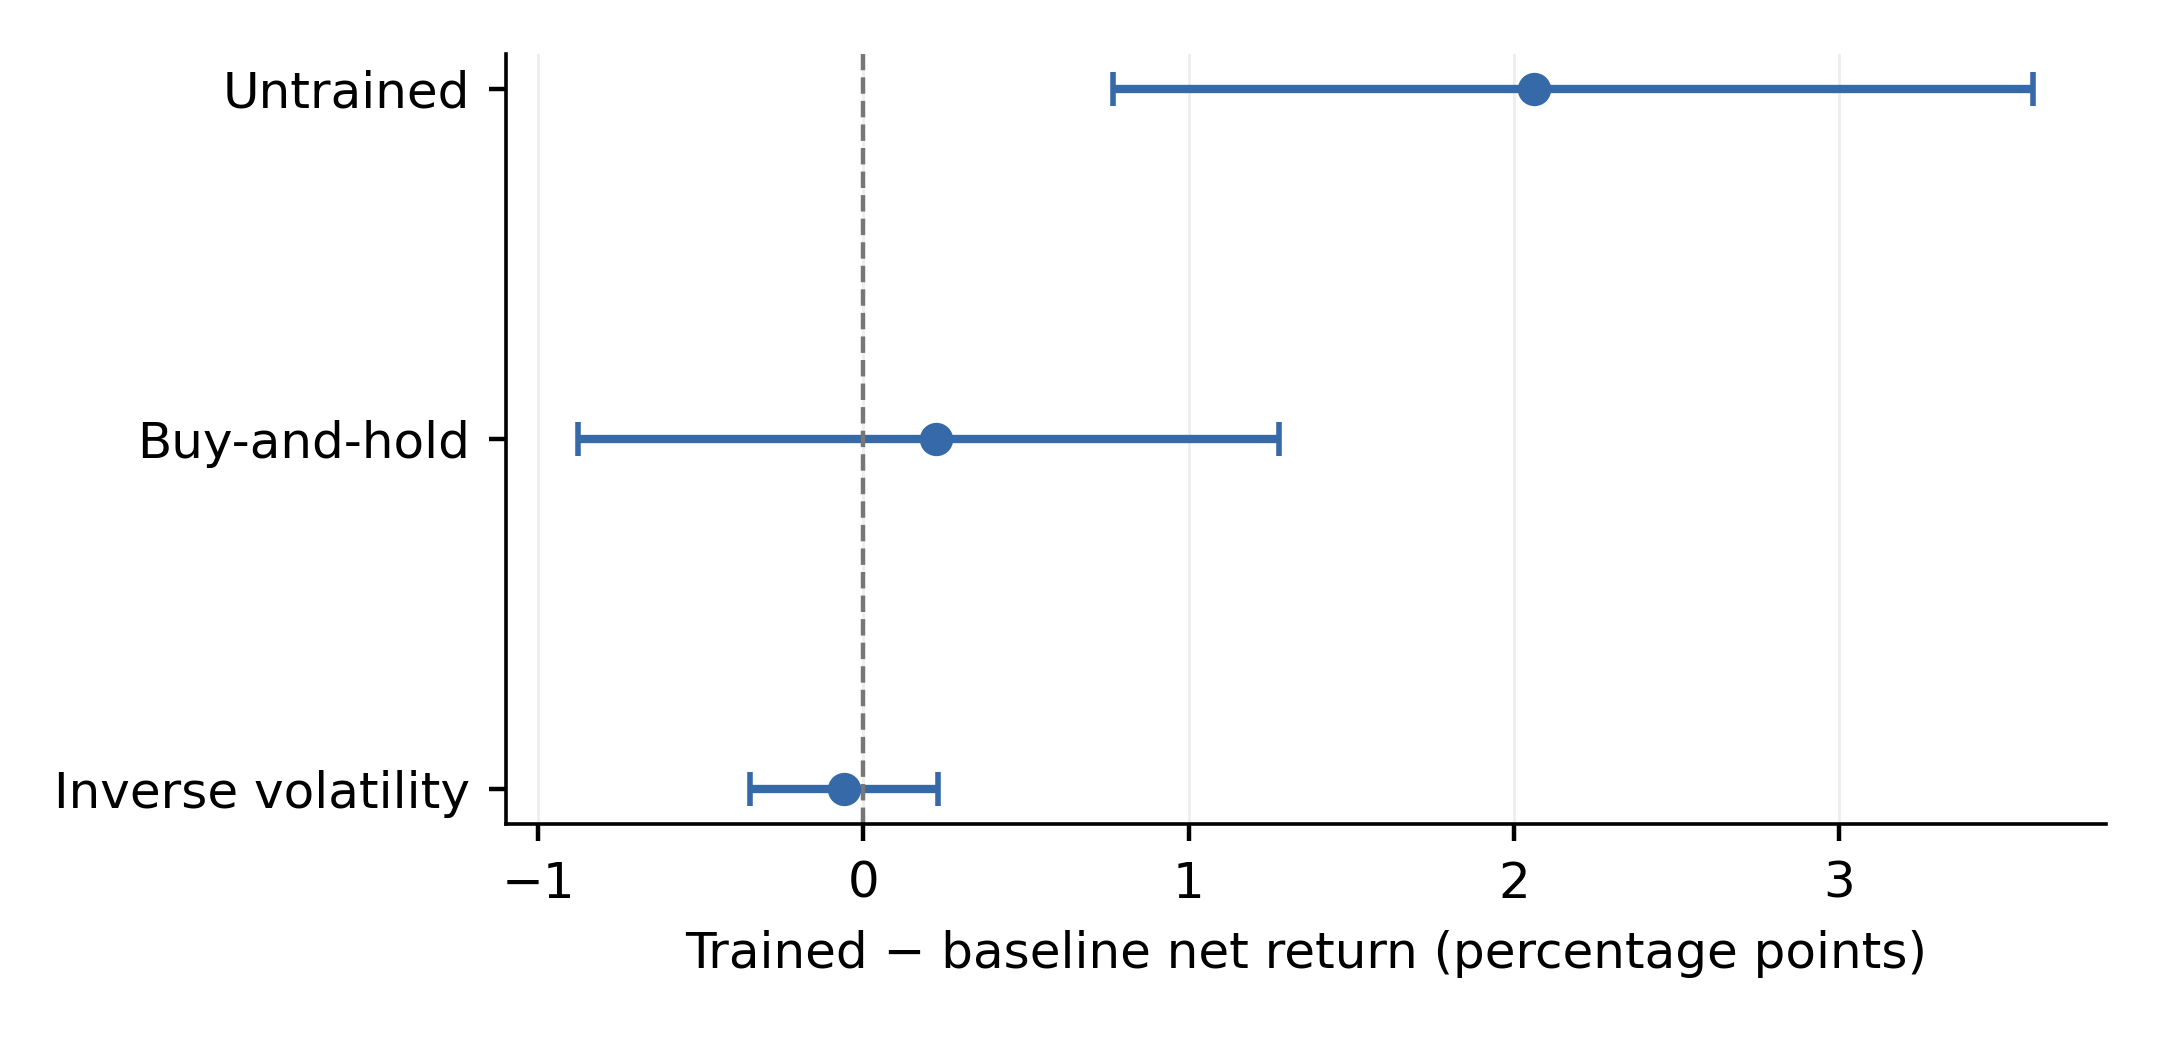 Untrained
Buy-and-hold
Inverse volatility
−1 0 1 2 3
Trained − baseline net return (percentage points)